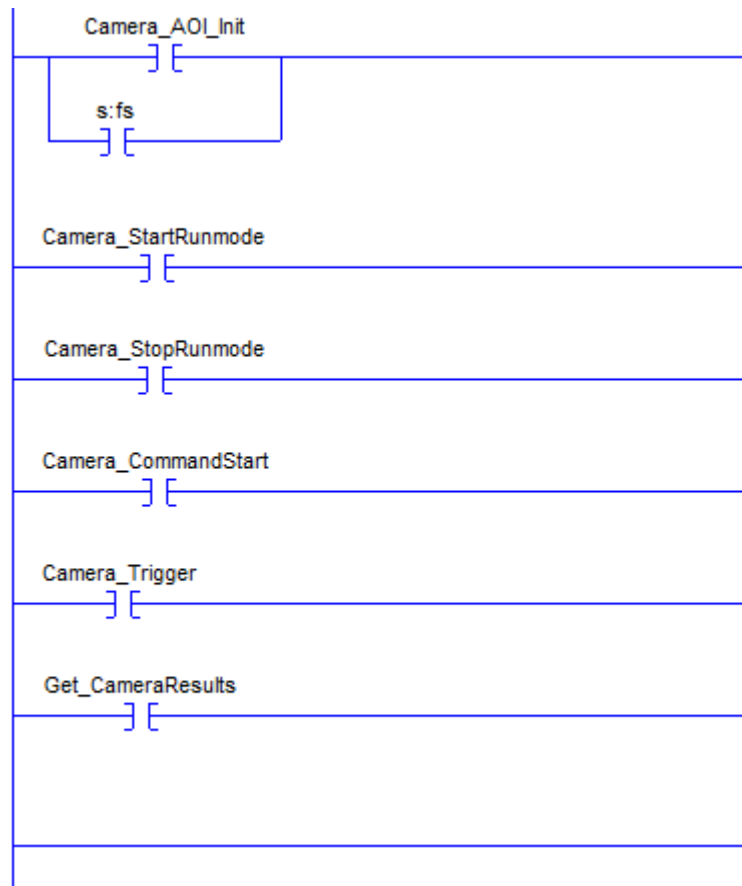 Camera_AOI_Init
s:fs
Camera_StartRunmode
Camera_StopRunmode
Camera_CommandStart
Camera_Trigger
Get_CameraResults